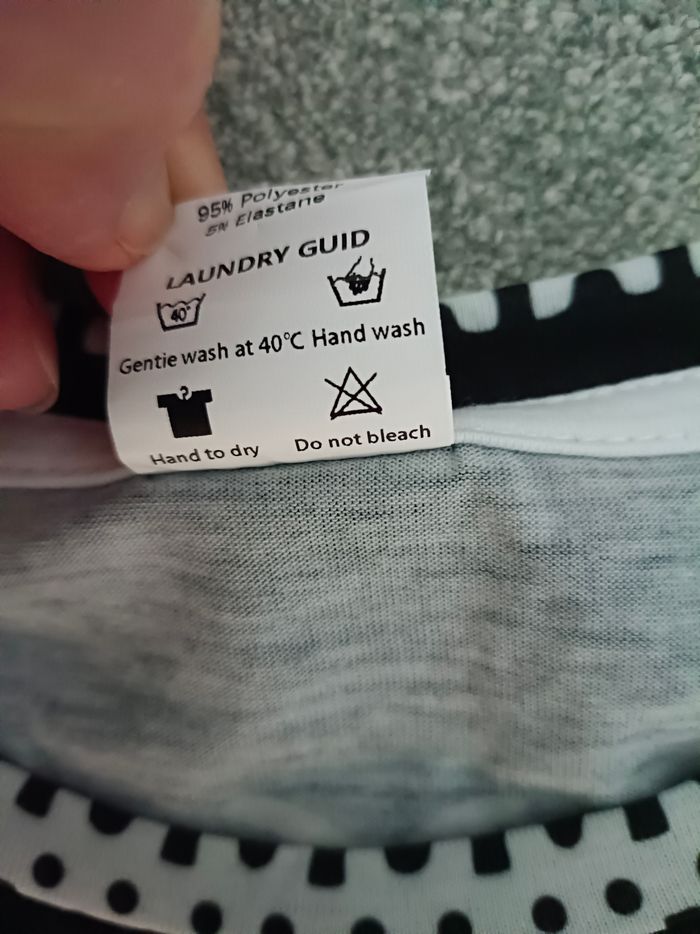 95% Polyester
5% Elastane
LAUNDRY GUID
40°
Gentie wash at 40℃ Hand wash
Hand to dry Do not bleach